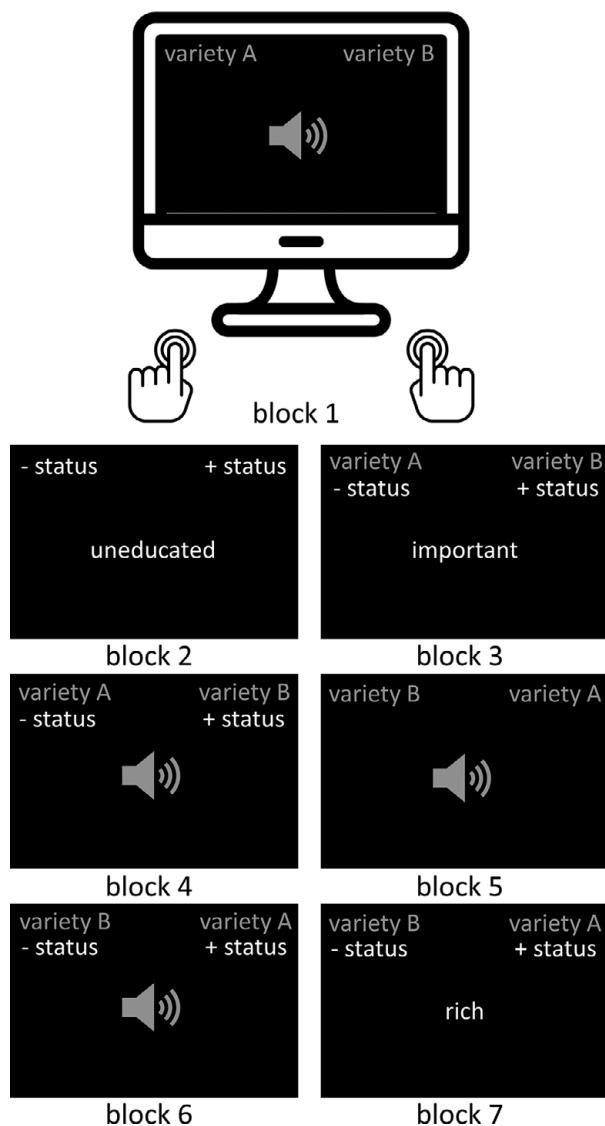 variety A variety B
block 1
- status + status
uneducated
block 2
variety A variety B
- status + status
important
block 3
variety A variety B
- status + status
block 4
variety B variety A
block 5
variety B variety A
- status + status
block 6
variety B variety A
- status + status
rich
block 7